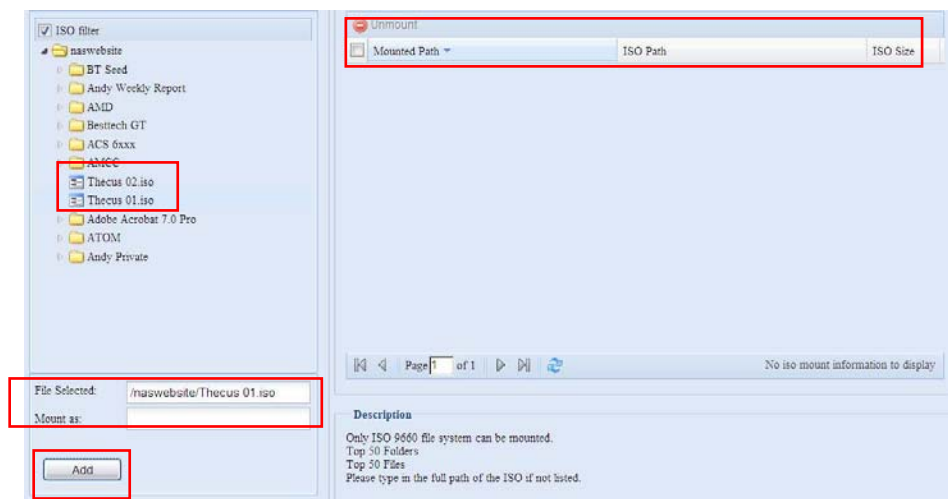 ISO filter
naswebsite
BT Seed
Andy Weekly Report
AMD
Besttech GT
ACS 6xxx
AMCC
Thecus 02.iso
Thecus 01.iso
Adobe Acrobat 7.0 Pro
ATOM
Andy Private
File Selected: /naswebsite/Thecus 01.iso
Mount as:
Add
Unmount
Mounted Path ISO Path ISO Size
Page 1 of 1 No iso mount information to display
Description
Only ISO 9660 file system can be mounted.
Top 50 Folders
Top 50 Files
Please type in the full path of the ISO if not listed.